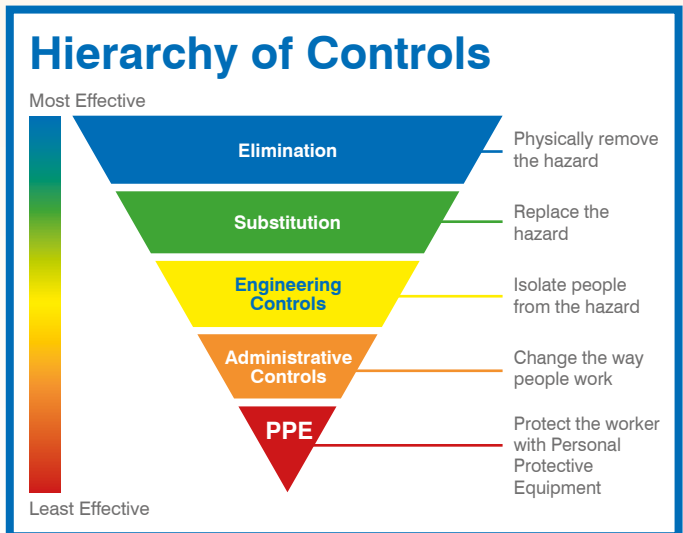 Hierarchy of Controls
Most Effective
Elimination
Physically remove
the hazard
Substitution
Replace the
hazard
Engineering
Controls
Isolate people
from the hazard
Administrative
Controls
Change the way
people work
PPE
Protect the worker
with Personal
Protective
Equipment
Least Effective